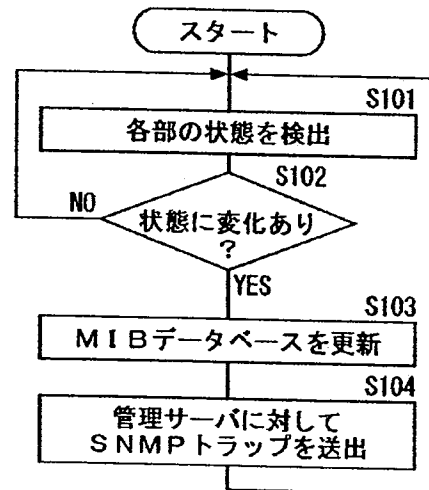 スタート
S101
各部の状態を検出
S102
NO
状態に変化あり
?
YES
S103
MIBデータベースを更新
S104
管理サーバに対して
SNMPトラップを送出